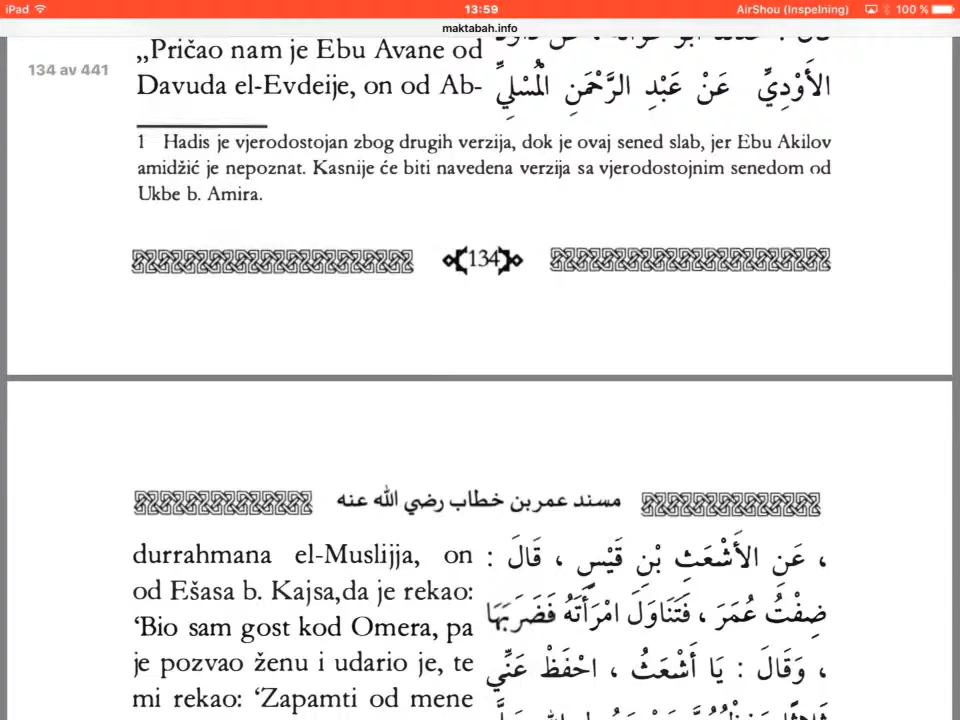 iPad 13:59 AirShou (Inspelning) 100 %
maktabah.info
134 av 441
„Pričao nam je Ebu Avane od
Davuda el-Evdeije, on od Ab-
الأَوْدِيِّ عَنْ عَبْدِ الرَّحْمَنِ الْمُسْلِيِّ
1 Hadis je vjerodostojan zbog drugih verzija, dok je ovaj sened slab, jer Ebu Akilov
amidžić je nepoznat. Kasnije će biti navedena verzija sa vjerodostojnim senedom od
Ukbe b. Amira.
134
مسند عمر بن خطاب رضي الله عنه
durrahmana el-Muslijja, on
od Ešasa b. Kajsa,da je rekao:
‘Bio sam gost kod Omera, pa
je pozvao ženu i udario je, te
mi rekao: ‘Zapamti od mene
، عَنِ الأَشْعَثِ بْنِ قَيْسٍ ، قَالَ :
ضِفْتُ عُمَرَ ، فَتَنَاوَلَ امْرَأَتَهُ فَضَرَبَهَا
، وَقَالَ : يَا أَشْعَثُ ، احْفَظْ عَنِّي